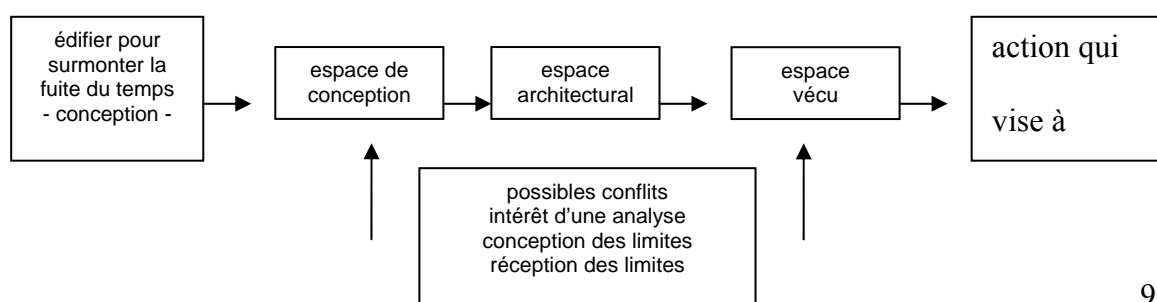 édifier pour
surmonter la
fuite du temps
- conception -
espace de
conception
espace
architectural
espace
vécu
action qui
vise à
possibles conflits
intérêt d'une analyse
conception des limites
réception des limites
9